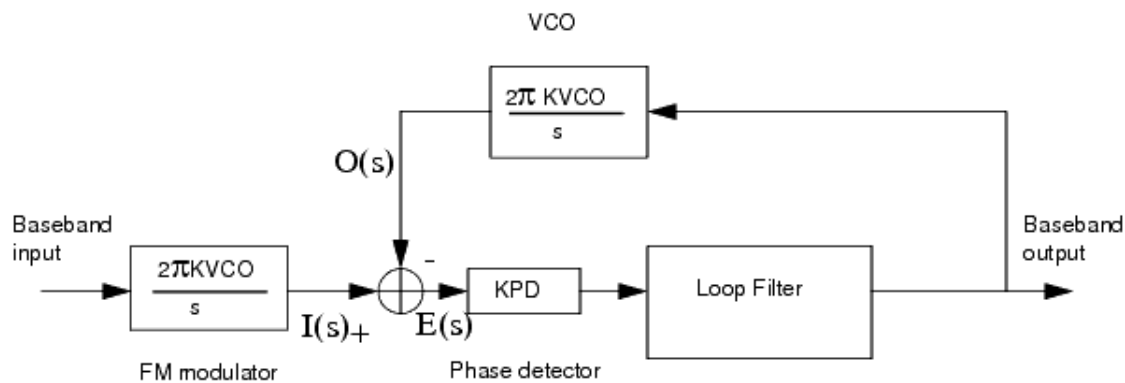 VCO
2π KVCO
s
O(s)
Baseband
input
2πKVCO
s
I(s)+
-
E(s)
KPD
Loop Filter
Baseband
output
FM modulator
Phase detector